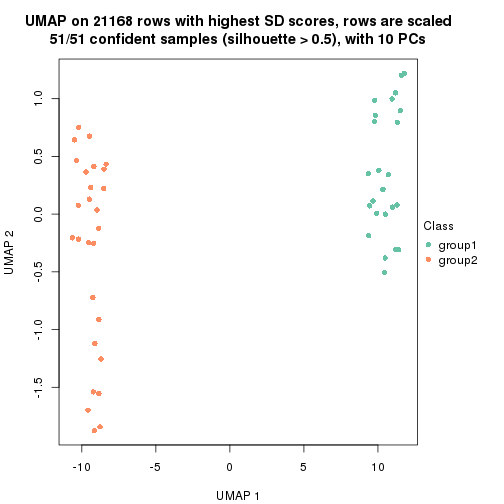 UMAP on 21168 rows with highest SD scores, rows are scaled
51/51 confident samples (silhouette > 0.5), with 10 PCs
UMAP 2
1.0
0.5
0.0
-0.5
-1.0
-1.5
-10
-5
0
5
10
UMAP 1
Class
group1
group2